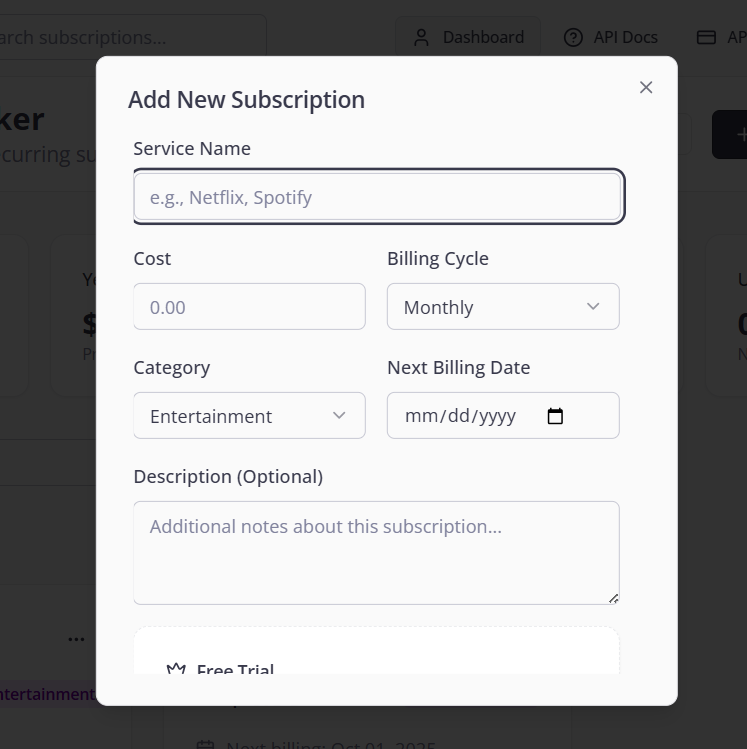 arch subscriptions...
Dashboard
API Docs
AP
ker
curring su
Add New Subscription
Service Name
e.g., Netflix, Spotify
Cost
Billing Cycle
0.00
Monthly
Category
Next Billing Date
Entertainment
mm/dd/yyyy
Description (Optional)
Additional notes about this subscription...
Free Trial
Ye
$
Pr
U
0
N
...
ntertainment
Next billing: Oct 01, 2025